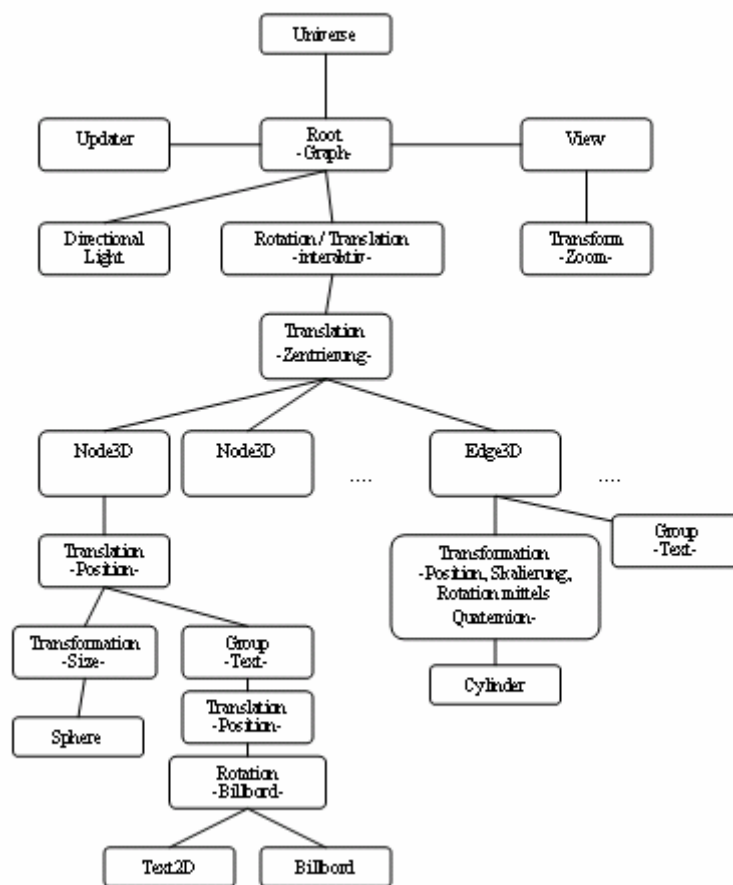 Universe
Updater
Root
-Graph-
View
Directional
Light
Rotation / Translation
-interaktiv-
Transform
-Zoom-
Translation
-Zentrierung-
Node3D
Node3D
....
Edge3D
....
Translation
-Position-
Transformation
-Position, Skalierung,
Rotation mittels
Quaternion-
Group
-Text-
Transformation
-Size-
Group
-Text-
Cylinder
Translation
-Position-
Sphere
Rotation
-Billbord-
Text2D
Billbord